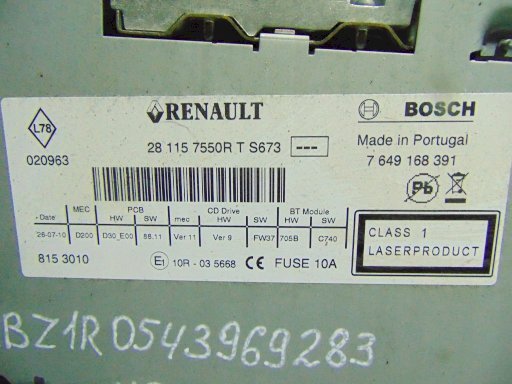 RENAULT
BOSCH
L78
020963
28 115 7550R T S673
---
Made in Portugal
7 649 168 391
Pb
Date MEC PCB HW SW CD Drive mec HW SW BT Module HW SW
26-07-10 D200 D30_E00 88.11 Ver 11 Ver 9 FW37 705B C740
CLASS 1
LASERPRODUCT
815 3010
E1 10R - 03 5668 CE FUSE 10A
BZ1R0543969283